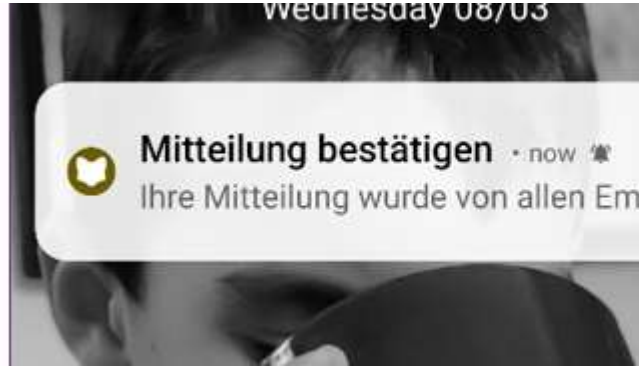 Wednesday 08/03
Mitteilung bestätigen • now
Ihre Mitteilung wurde von allen Em